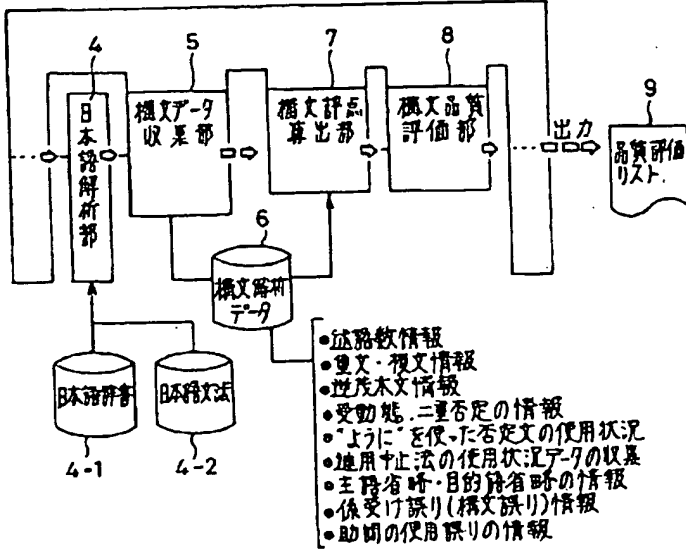 4
5
7
8
9
日本語解析部
構文データ
収集部
構文評点
算出部
構文品質
評価部
出力
品質評価
リスト.
6
構文解析
データ
日本語辞書
日本語文法
4-1
4-2
•述語数情報
•重文・複文情報
•世茂木文情報
•受動態.二重否定の情報
•"ように"を使った否定文の使用状況
•連用中止法の使用状況データの収集
•主語省略・目的語省略の情報
•係受け誤り(構文誤り)情報
•助詞の使用誤りの情報